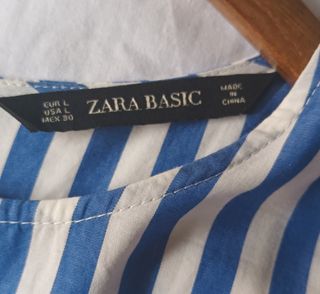 EUR L
USA L
MEX 30
ZARA BASIC
MADE IN
CHINA